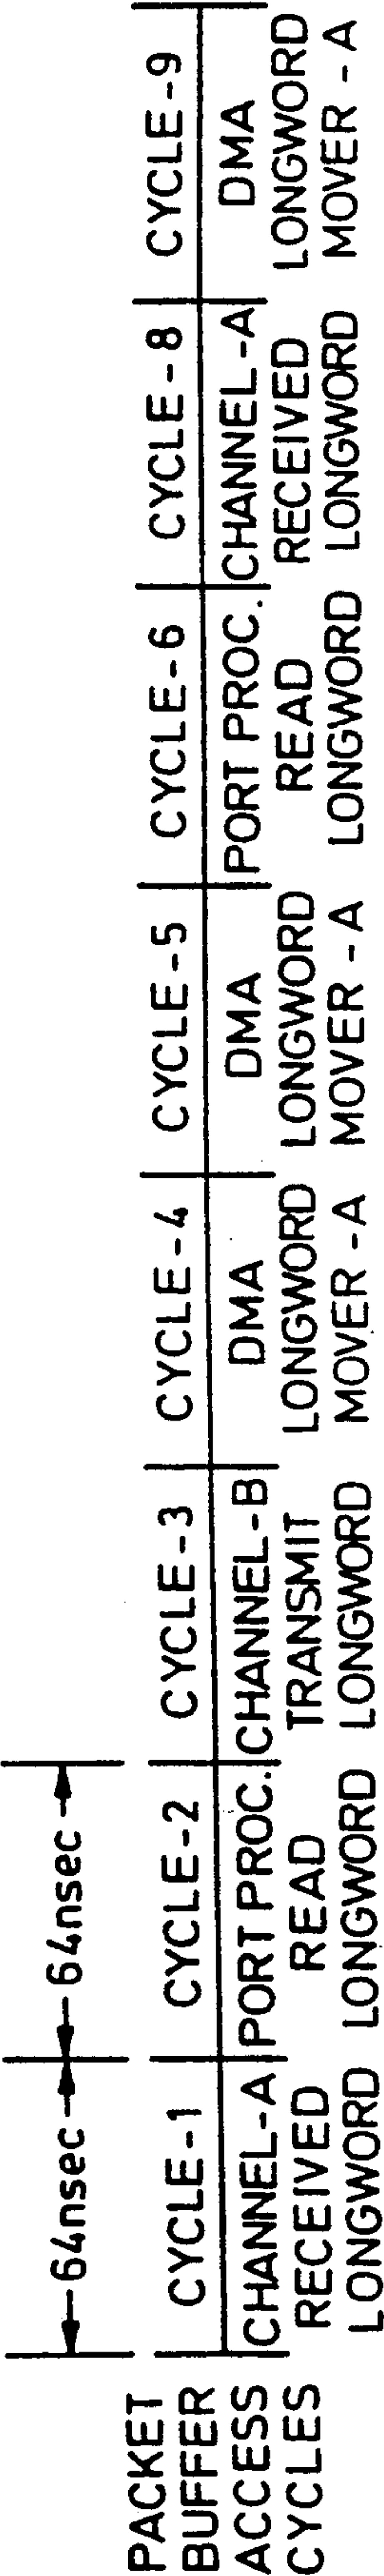 64nsec 64nsec
PACKET
BUFFER
ACCESS
CYCLES
CYCLE-1
CHANNEL-A
RECEIVED
LONGWORD
CYCLE-2
PORT PROC.
READ
LONGWORD
CYCLE-3
CHANNEL-B
TRANSMIT
LONGWORD
CYCLE-4
DMA
LONGWORD
MOVER-A
CYCLE-5
DMA
LONGWORD
MOVER-A
CYCLE-6
PORT PROC.
READ
LONGWORD
CYCLE-8
CHANNEL-A
RECEIVED
LONGWORD
CYCLE-9
DMA
LONGWORD
MOVER-A